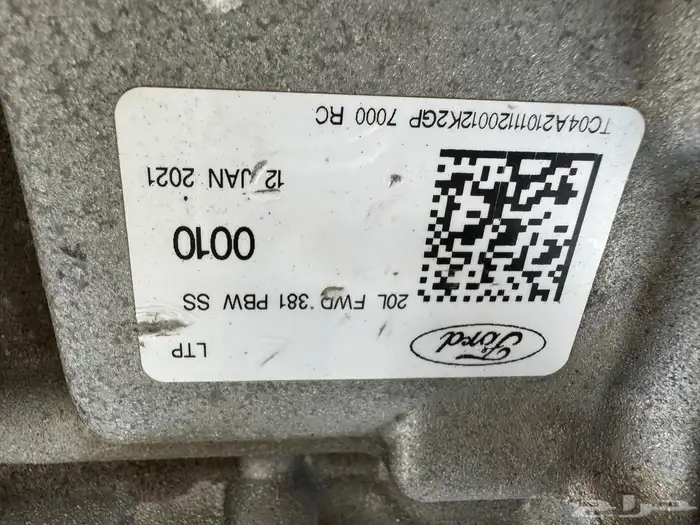 Ford LTP
20L FWD 381 PBW SS
0010
12 JAN 2021
TC04A21011120012K2GP 7000 RC
حراج